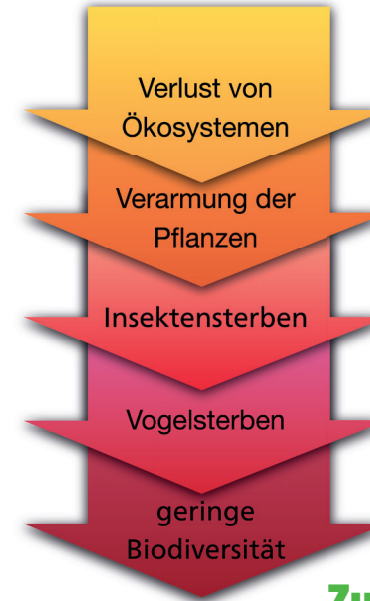 Verlust von
Ökosystemen
Verarmung der
Pflanzen
Insektensterben
Vogelsterben
geringe
Biodiversität